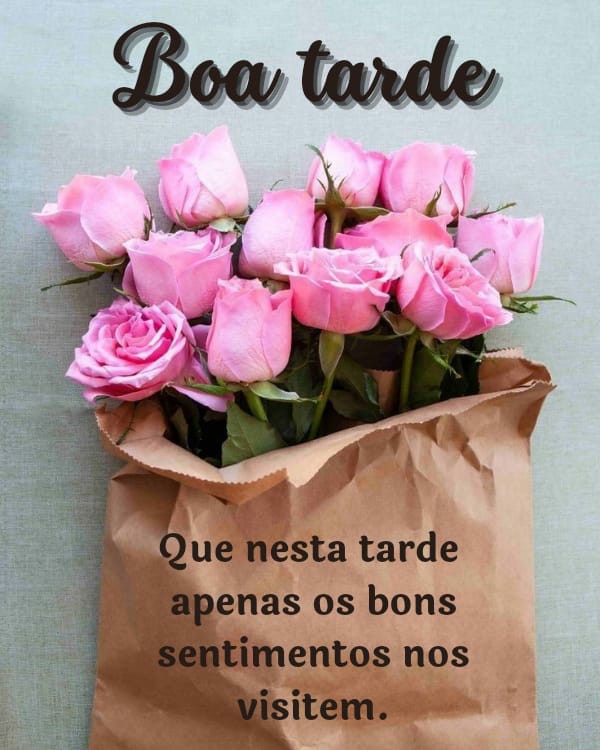 Boa tarde
Que nesta tarde
apenas os bons
sentimentos nos
visitem.